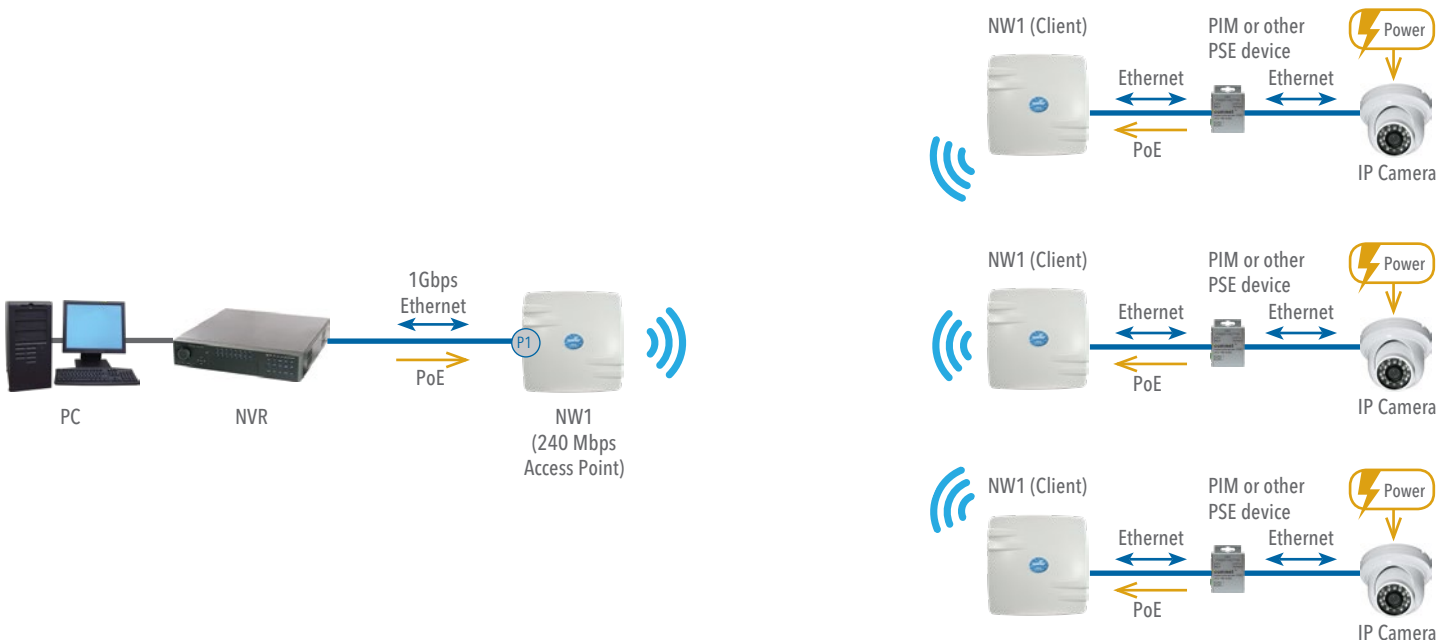 NW1 (Client)
PIM or other
PSE device
Power
Ethernet
Ethernet
PoE
IP Camera
NW1 (Client)
PIM or other
PSE device
Power
Ethernet
Ethernet
PoE
IP Camera
1Gbps
Ethernet
P1
PoE
PC
NVR
NW1
(240 Mbps
Access Point)
NW1 (Client)
PIM or other
PSE device
Power
Ethernet
Ethernet
PoE
IP Camera